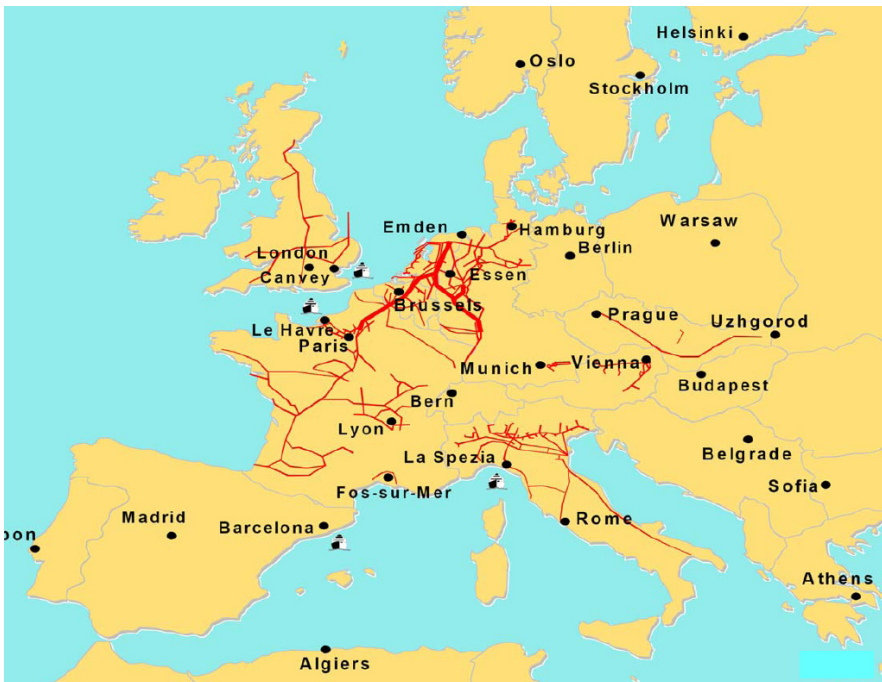 Helsinki
Oslo
Stockholm
Warsaw
Emden
Hamburg
Berlin
London
Canvey
Essen
Brussels
Prague
Uzhgorod
Le Havre
Paris
Munich
Vienna
Budapest
Bern
Lyon
La Spezia
Belgrade
Sofia
Fos-sur-Mer
Madrid
Barcelona
Rome
bon
Athens
Algiers